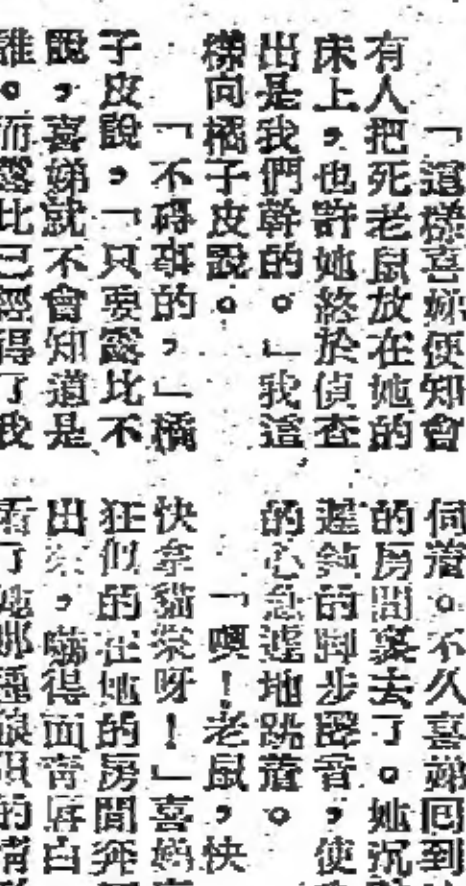 「這樣喜娣便知會
有人把死老鼠放在她的
床上，也許她終於偵查
出是我們幹的。」我這
樣向橘子皮說。
「不碍事的，」橘
子皮說，「只要露比不
說，喜娣就不會知道是
誰。而露比已經得了我
伺着。不久喜娣回到
的房間裏去了。她沉
遲鈍的脚步聲音，使
的心急遽地跳着。
「噢！老鼠，快
快拿貓來呀！」喜娣
狂似的在她的房間奔
出來，嚇得面青唇白
看了她那種